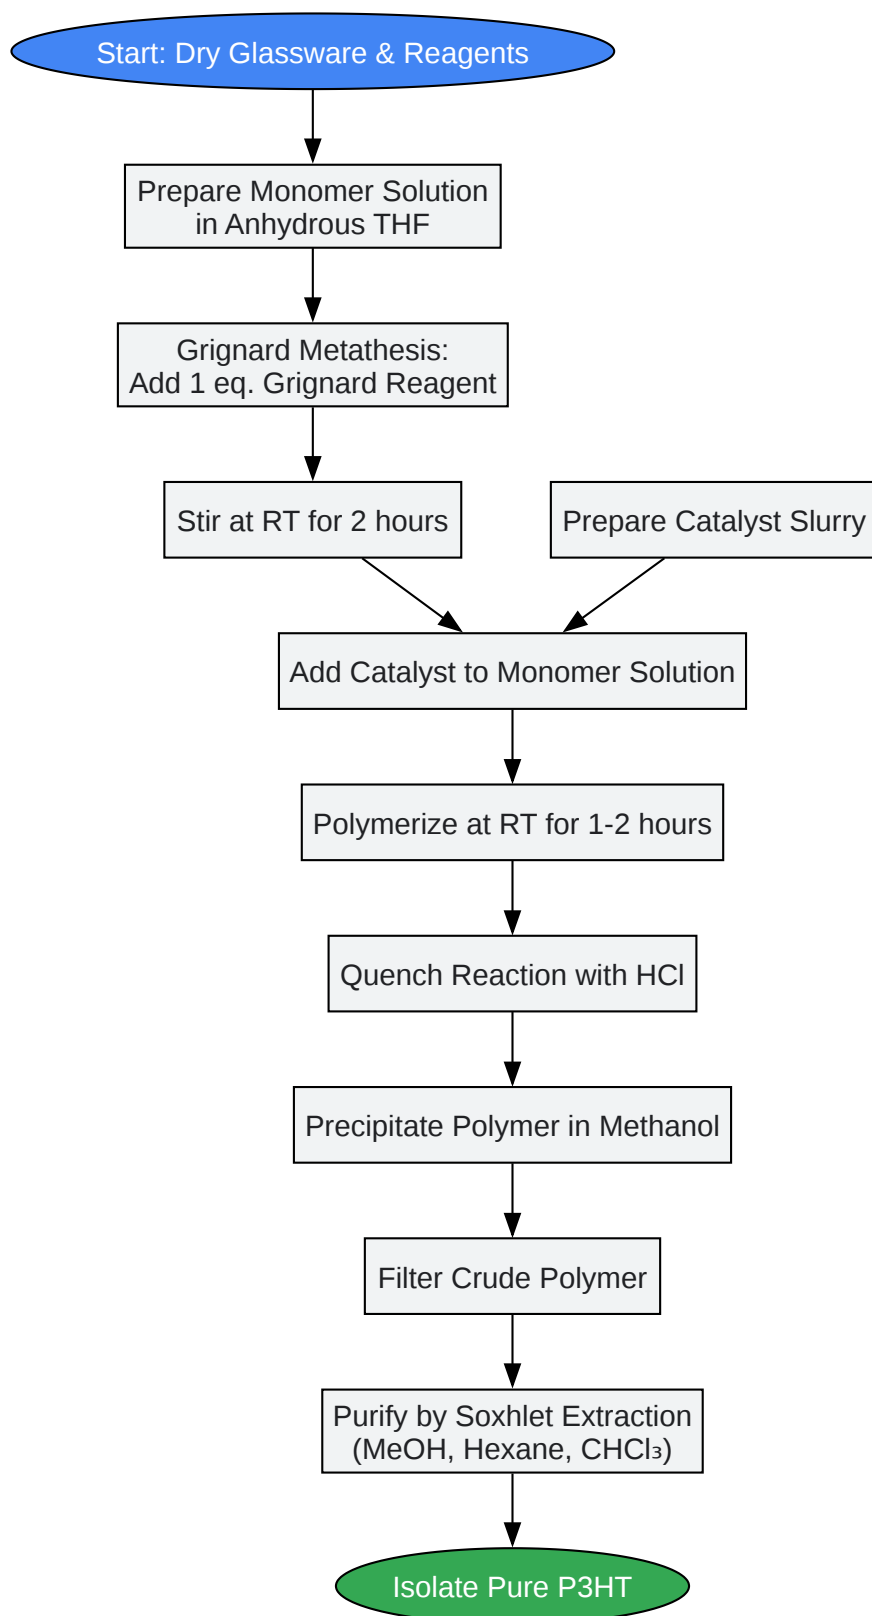 Start: Dry Glassware & Reagents
Prepare Monomer Solution
in Anhydrous THF
Grignard Metathesis:
Add 1 eq. Grignard Reagent
Stir at RT for 2 hours
Prepare Catalyst Slurry
Add Catalyst to Monomer Solution
Polymerize at RT for 1-2 hours
Quench Reaction with HCl
Precipitate Polymer in Methanol
Filter Crude Polymer
Purify by Soxhlet Extraction
(MeOH, Hexane, CHCl₃)
Isolate Pure P3HT